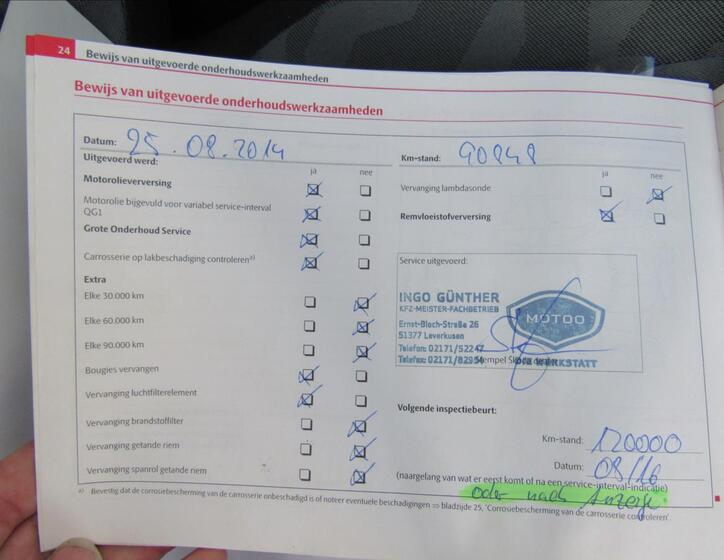 24 Bewijs van uitgevoerde onderhoudswerkzaamheden
Bewijs van uitgevoerde onderhoudswerkzaamheden
Datum: 25.08.2014
Uitgevoerd werd:
ja nee
Motorolieverversing
Motorolie bijgevuld voor variabel service-interval
QG1
Grote Onderhoud Service
Carrosserie op lakbeschadiging controleren a)
Extra
Elke 30.000 km
Elke 60.000 km
Elke 90.000 km
Bougies vervangen
Vervanging luchtfilterelement
Vervanging brandstoffilter
Vervanging getande riem
Vervanging spanrol getande riem
Km-stand: 90848
ja nee
Vervanging lambdasonde
Remvloeistofverversing
Service uitgevoerd:
INGO GÜNTHER
KFZ-MEISTER-FACHBETRIEB
Ernst-Bloch-Straße 26
51377 Leverkusen
Telefon: 02171/52247
Telefax: 02171/82954
MOTOO
WERKSTATT
Volgende inspectiebeurt:
Km-stand: 120000
Datum: 08/16
(naargelang van wat er eerst komt of na een service-interval-indicatie)
oder nach Anzeige
a) Bevestig dat de corrosiebescherming van de carrosserie onbeschadigd is of noteer eventuele beschadigingen ⇒ bladzijde 25, 'Corrosiebescherming van de carrosserie controleren'.